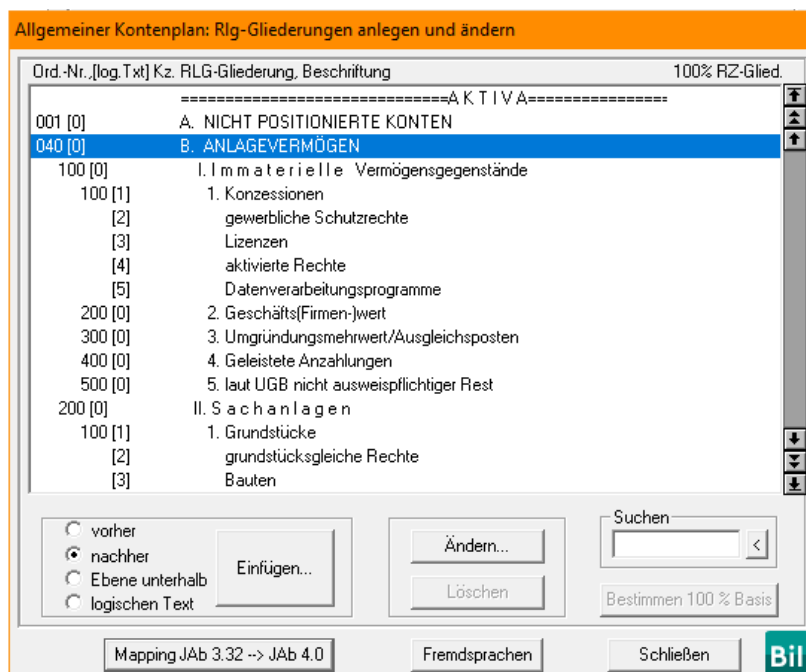 Allgemeiner Kontenplan: Rlg-Gliederungen anlegen und ändern
Ord.-Nr.,[log.Txt] Kz. RLG-Gliederung, Beschriftung 100% RZ-Glied.
==============================A K T I V A================
001 [0] A. NICHT POSITIONIERTE KONTEN
040 [0] B. ANLAGEVERMÖGEN
100 [0] I. I m m a t e r i e l l e Vermögensgegenstände
100 [1] 1. Konzessionen
[2] gewerbliche Schutzrechte
[3] Lizenzen
[4] aktivierte Rechte
[5] Datenverarbeitungsprogramme
200 [0] 2. Geschäfts(Firmen-)wert
300 [0] 3. Umgründungsmehrwert/Ausgleichsposten
400 [0] 4. Geleistete Anzahlungen
500 [0] 5. laut UGB nicht ausweispflichtiger Rest
200 [0] II. S a c h a n l a g e n
100 [1] 1. Grundstücke
[2] grundstücksgleiche Rechte
[3] Bauten
vorher
nachher
Ebene unterhalb
logischen Text
Einfügen...
Ändern...
Löschen
Suchen
<
Bestimmen 100 % Basis
Mapping JAb 3.32 --> JAb 4.0
Fremdsprachen
Schließen
Bil